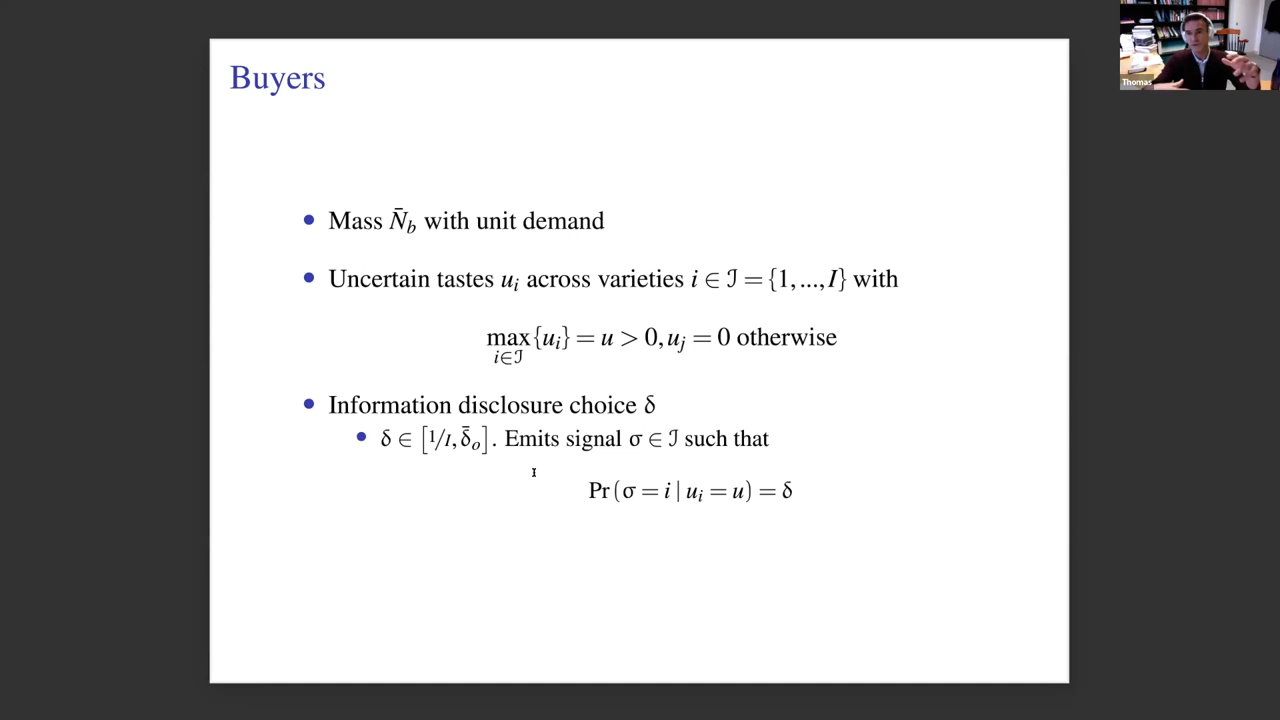 Buyers
• Mass N̄_b with unit demand
• Uncertain tastes u_i across varieties i ∈ ℐ = {1, ..., I} with
max_{i∈ℐ} {u_i} = u > 0, u_j = 0 otherwise
• Information disclosure choice δ
• δ ∈ [1/I, δ̄_o]. Emits signal σ ∈ ℐ such that
Pr (σ = i | u_i = u) = δ
Thomas